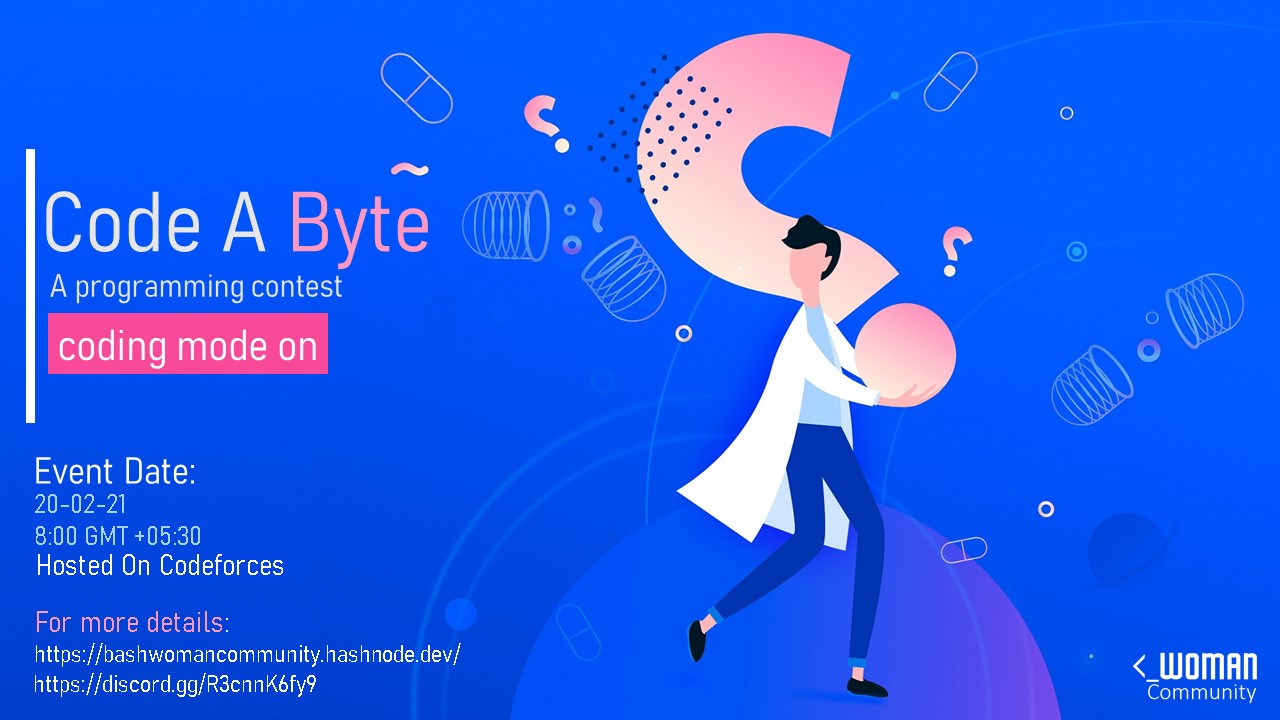 Code A Byte
A programming contest
coding mode on
Event Date:
20-02-21
8:00 GMT +05:30
Hosted On Codeforces
For more details:
https://bashwomancommunity.hashnode.dev/
https://discord.gg/R3cnnK6fy9
<_WOMAN
Community